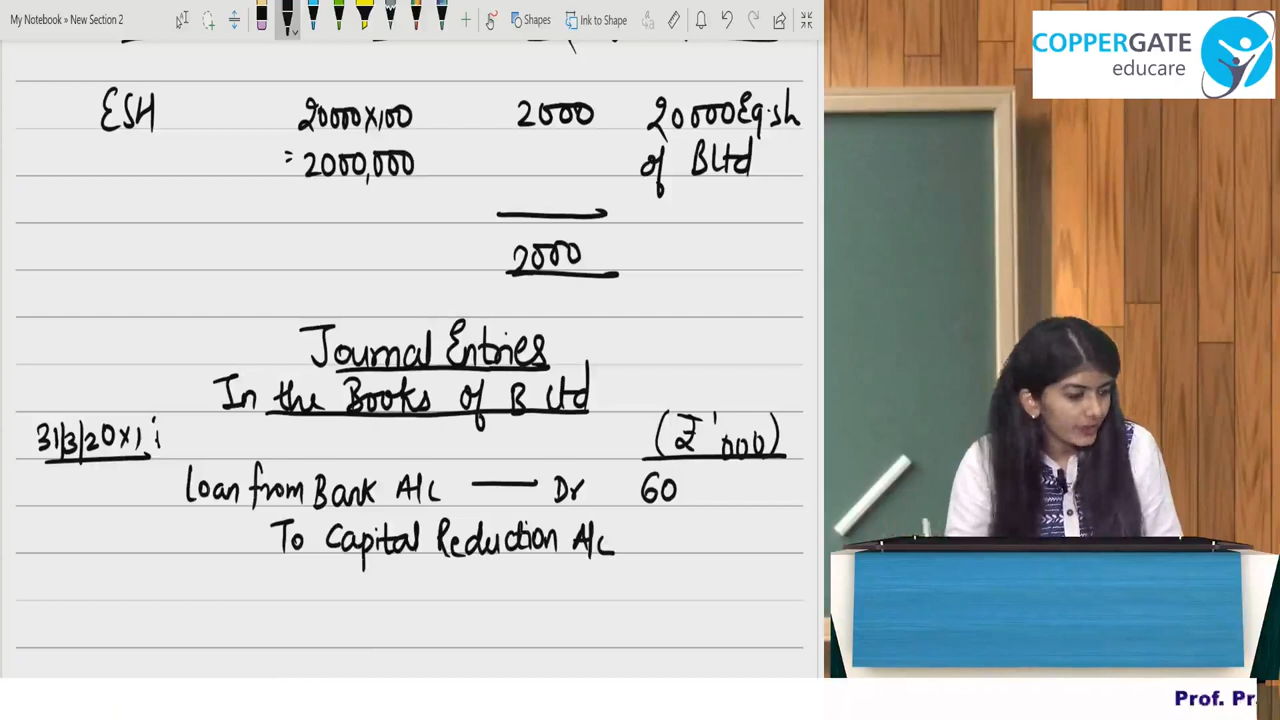 My Notebook » New Section 2
Shapes
Ink to Shape
COPPERGATE
educare
ESH 20000x100 2000 20000 Eq.sh
= 2000,000 of B Ltd
2000
Journal Entries
In the Books of B Ltd
31/3/20x1 i (₹'000)
Loan from Bank A/c — Dr 60
To Capital Reduction A/c
Prof. Pr